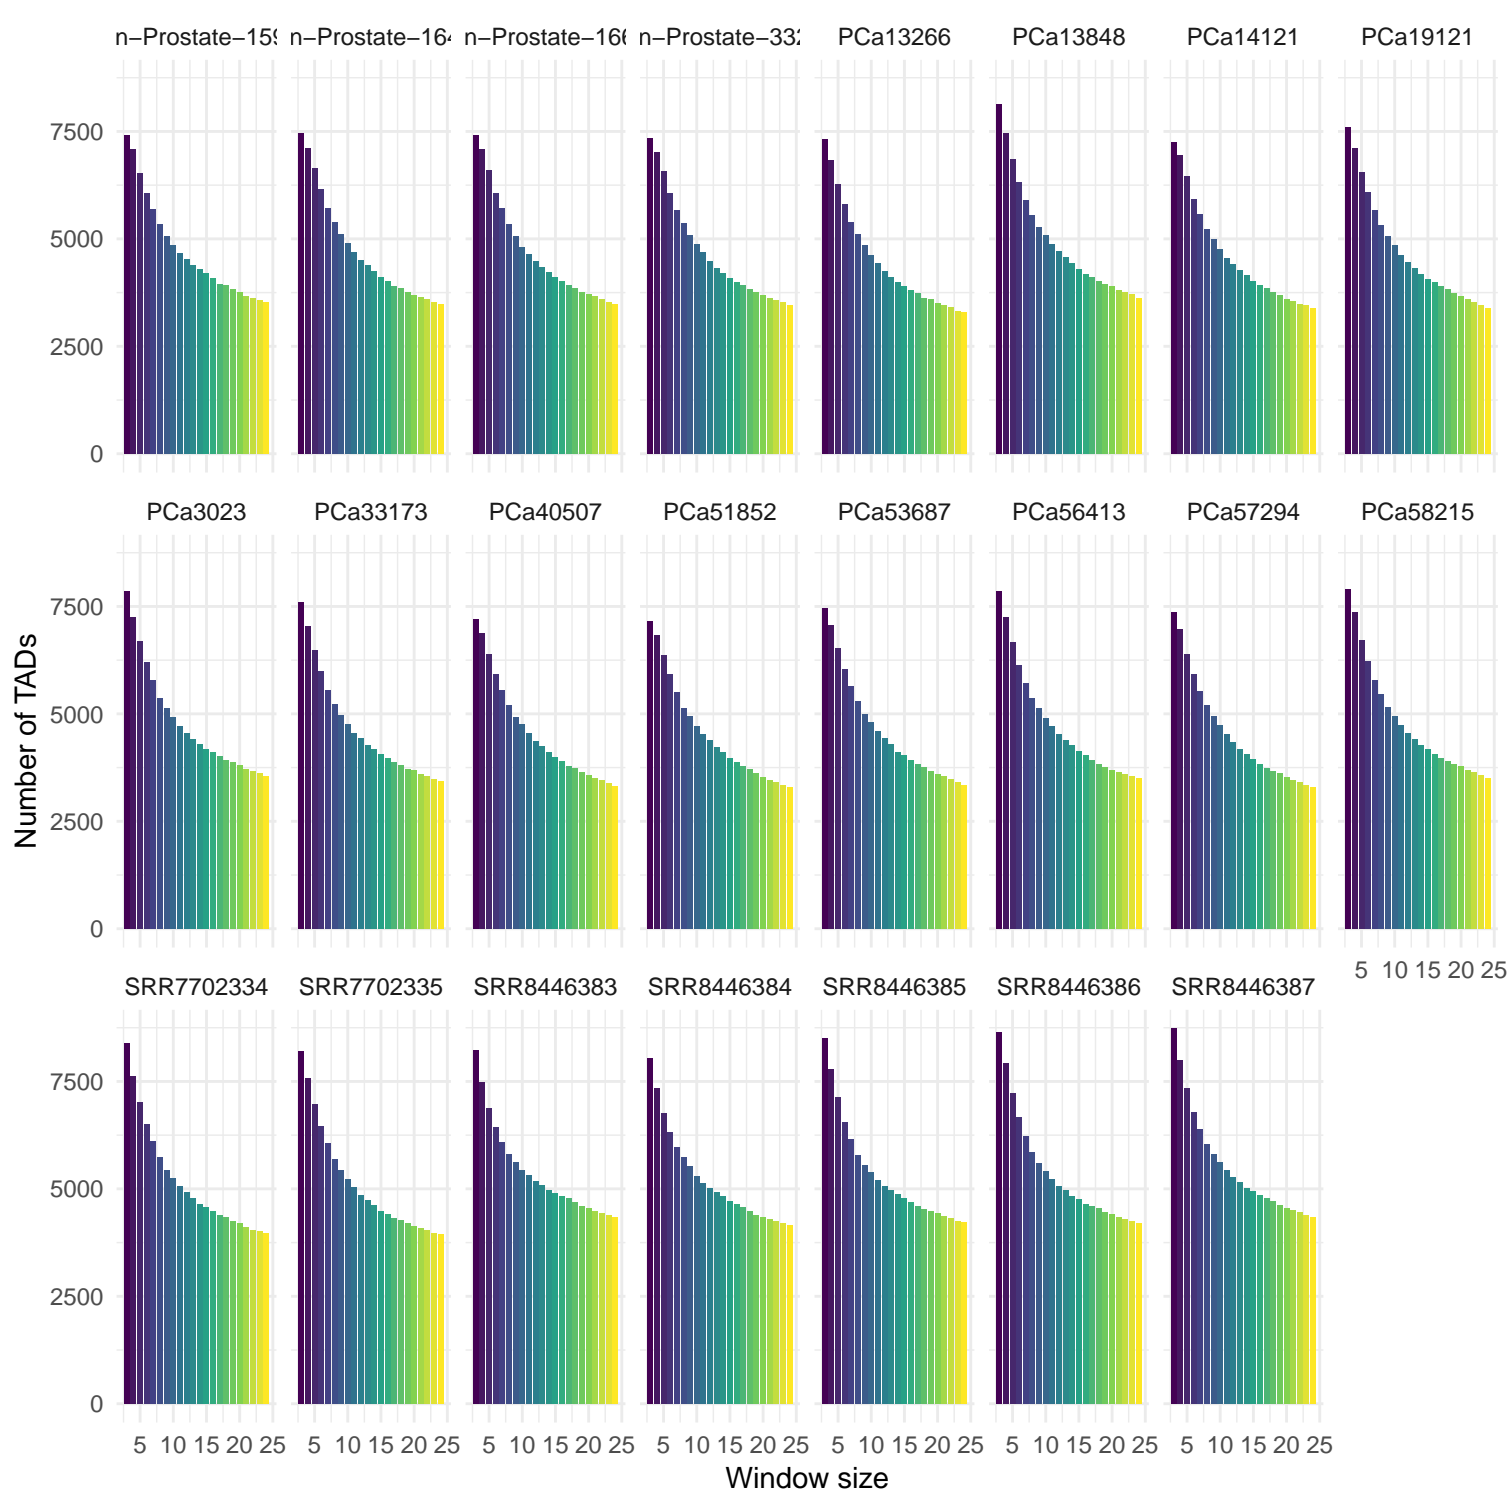 n−Prostate−159 n−Prostate−164 n−Prostate−166 n−Prostate−332 PCa13266 PCa13848 PCa14121 PCa19121
7500
5000
2500
0
PCa3023 PCa33173 PCa40507 PCa51852 PCa53687 PCa56413 PCa57294 PCa58215
7500
5000
2500
0
5 10 15 20 25
SRR7702334 SRR7702335 SRR8446383 SRR8446384 SRR8446385 SRR8446386 SRR8446387
7500
5000
2500
0
5 10 15 20 25 5 10 15 20 25 5 10 15 20 25 5 10 15 20 25 5 10 15 20 25 5 10 15 20 25 5 10 15 20 25
Window size
Number of TADs